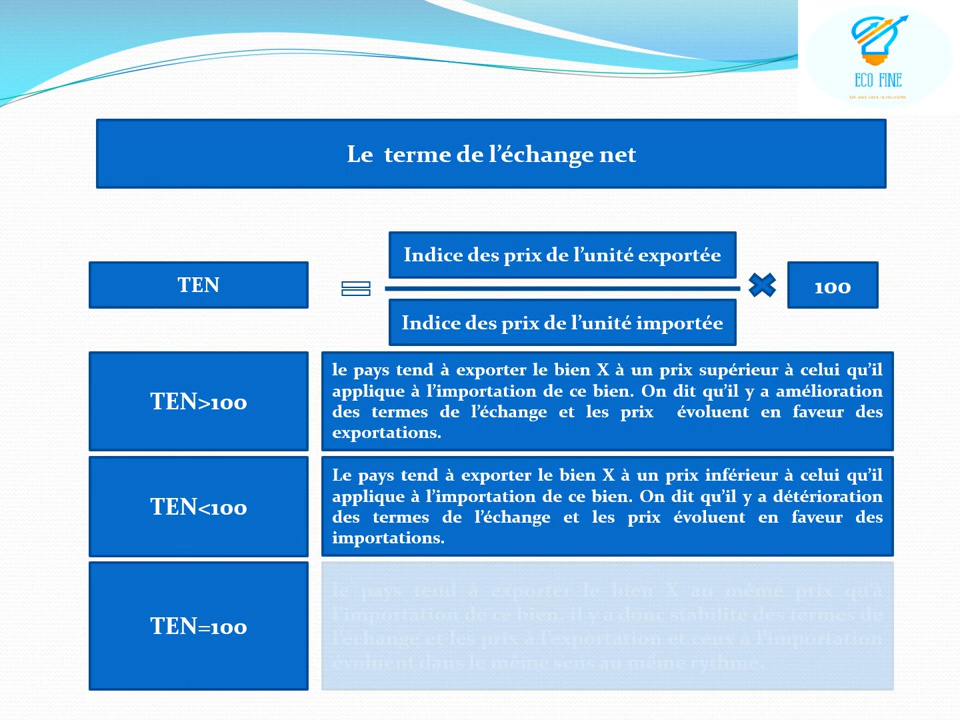 ECO FINE
Le terme de l'échange net
Indice des prix de l'unité exportée
TEN
100
Indice des prix de l'unité importée
TEN>100
le pays tend à exporter le bien X à un prix supérieur à celui qu'il
applique à l'importation de ce bien. On dit qu'il y a amélioration
des termes de l'échange et les prix évoluent en faveur des
exportations.
TEN<100
Le pays tend à exporter le bien X à un prix inférieur à celui qu'il
applique à l'importation de ce bien. On dit qu'il y a détérioration
des termes de l'échange et les prix évoluent en faveur des
importations.
TEN=100
le pays tend à exporter le bien X au même prix qu'à
l'importation de ce bien, il y a donc stabilité des termes de
l'échange et les prix à l'exportation et ceux à l'importation
évoluent dans le même sens au même rythme.